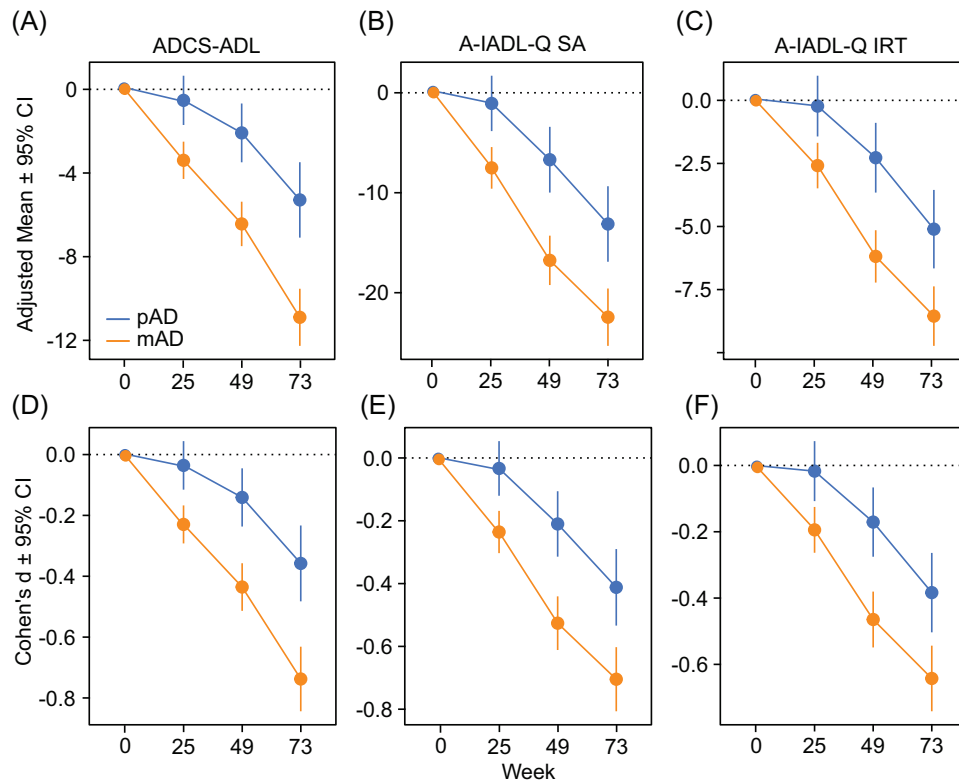 (A)
ADCS-ADL
(B)
A-IADL-Q SA
(C)
A-IADL-Q IRT
Adjusted Mean ± 95% CI
0
-4
-8
-12
pAD
mAD
0 25 49 73
0
-10
-20
0 25 49 73
0.0
-2.5
-5.0
-7.5
0 25 49 73
(D)
(E)
(F)
Cohen's d ± 95% CI
0.0
-0.2
-0.4
-0.6
-0.8
0 25 49 73
0.0
-0.2
-0.4
-0.6
-0.8
0 25 49 73
0.0
-0.2
-0.4
-0.6
0 25 49 73
Week